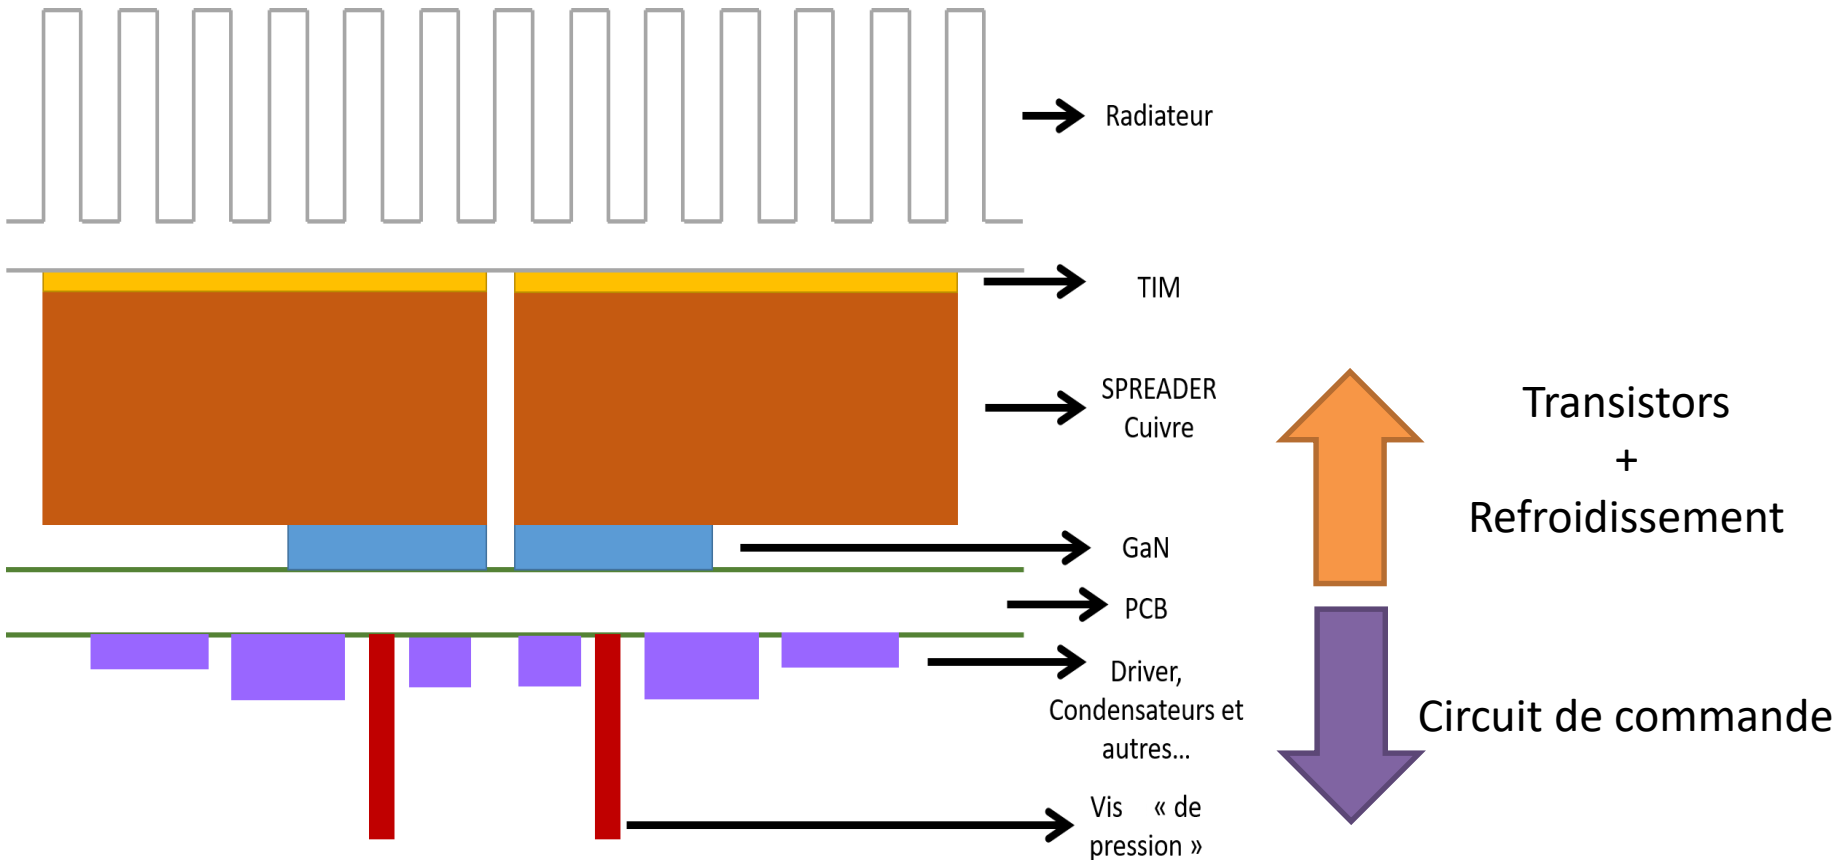 Radiateur
TIM
SPREADER
Cuivre
GaN
PCB
Driver,
Condensateurs et
autres...
Vis « de
pression »
Transistors
+
Refroidissement
Circuit de commande